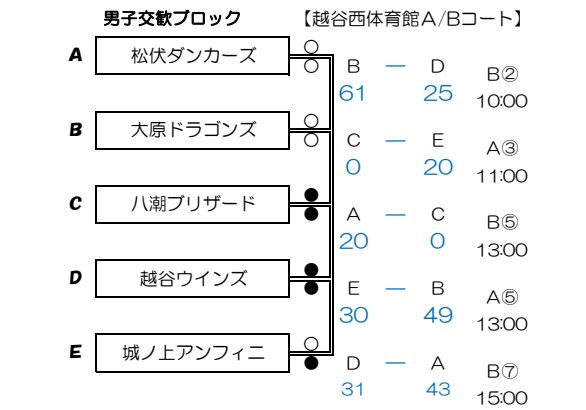 男子交歓ブロック 【越谷西体育館A/Bコート】
A 松伏ダンカーズ ○
○
B — D B②
61 25 10:00
B 大原ドラゴンズ ○
○
C — E A③
0 20 11:00
C 八潮ブリザード ●
●
A — C B⑤
20 0 13:00
D 越谷ウインズ ●
●
E — B A⑤
30 49 13:00
E 城ノ上アンフィニ ○
●
D — A B⑦
31 43 15:00